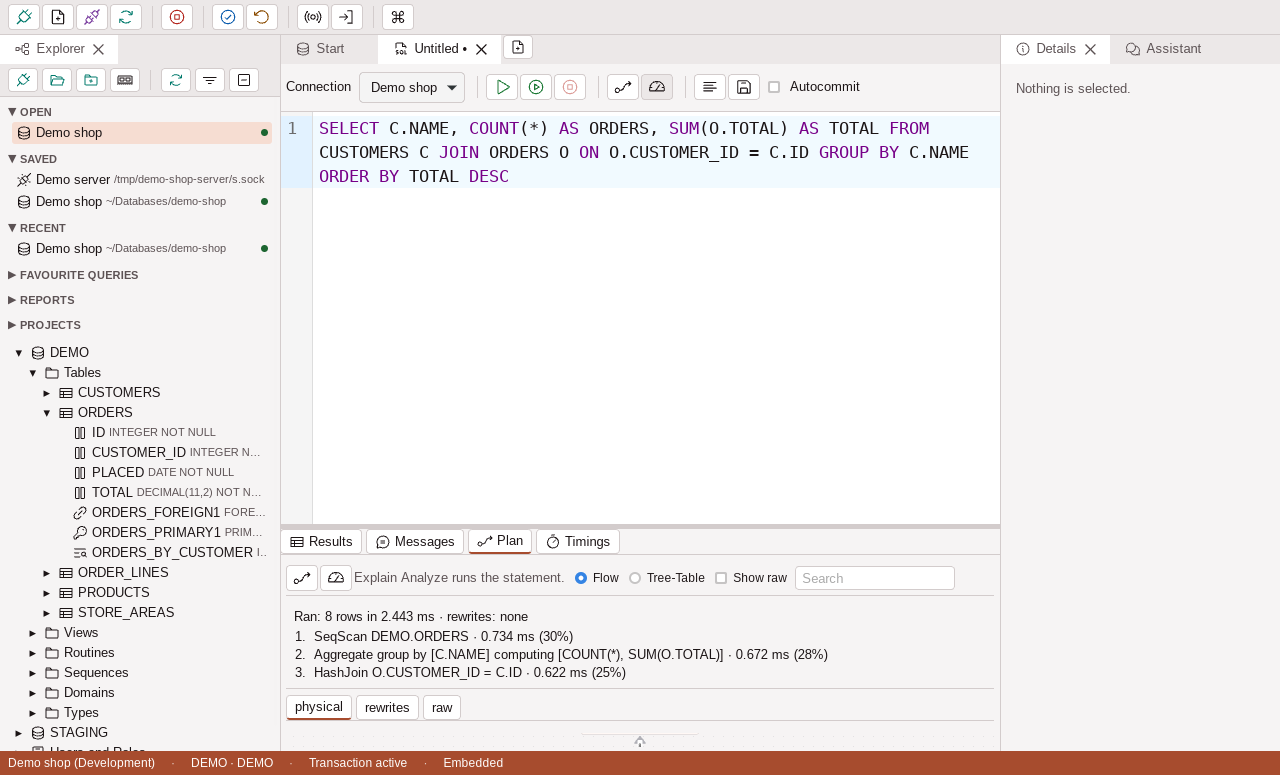 Explorer
Start
Untitled •
Details
Assistant
Connection
Demo shop
Autocommit
Nothing is selected.
OPEN
Demo shop
SAVED
Demo server /tmp/demo-shop-server/s.sock
Demo shop ~/Databases/demo-shop
RECENT
Demo shop ~/Databases/demo-shop
FAVOURITE QUERIES
REPORTS
PROJECTS
DEMO
Tables
CUSTOMERS
ORDERS
ID INTEGER NOT NULL
CUSTOMER_ID INTEGER N…
PLACED DATE NOT NULL
TOTAL DECIMAL(11,2) NOT N…
ORDERS_FOREIGN1 FORE…
ORDERS_PRIMARY1 PRIM…
ORDERS_BY_CUSTOMER I…
ORDER_LINES
PRODUCTS
STORE_AREAS
Views
Routines
Sequences
Domains
Types
STAGING
1
SELECT C.NAME, COUNT(*) AS ORDERS, SUM(O.TOTAL) AS TOTAL FROM
CUSTOMERS C JOIN ORDERS O ON O.CUSTOMER_ID = C.ID GROUP BY C.NAME
ORDER BY TOTAL DESC
Results
Messages
Plan
Timings
Explain Analyze runs the statement.
Flow
Tree-Table
Show raw
Search
Ran: 8 rows in 2.443 ms · rewrites: none
1. SeqScan DEMO.ORDERS · 0.734 ms (30%)
2. Aggregate group by [C.NAME] computing [COUNT(*), SUM(O.TOTAL)] · 0.672 ms (28%)
3. HashJoin O.CUSTOMER_ID = C.ID · 0.622 ms (25%)
physical
rewrites
raw
Demo shop (Development) · DEMO · DEMO · Transaction active · Embedded